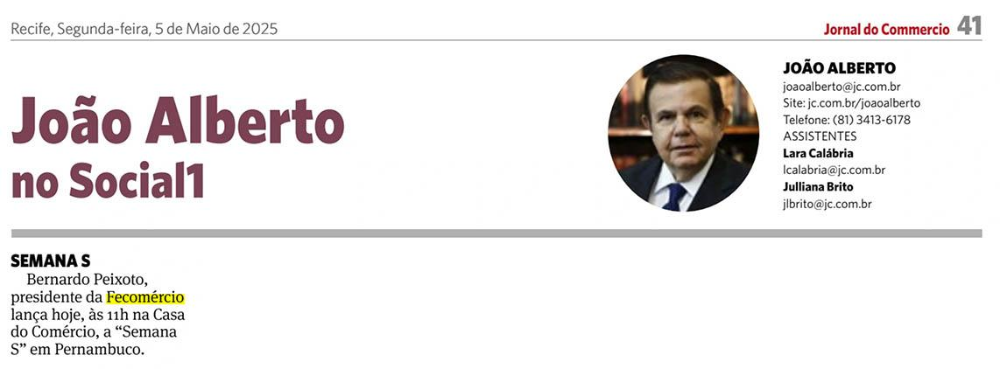 Recife, Segunda-feira, 5 de Maio de 2025
Jornal do Commercio 41
João Alberto
no Social1
JOÃO ALBERTO
joaoalberto@jc.com.br
Site: jc.com.br/joaoalberto
Telefone: (81) 3413-6178
ASSISTENTES
Lara Calábria
lcalabria@jc.com.br
Julliana Brito
jlbrito@jc.com.br
SEMANA S
Bernardo Peixoto,
presidente da Fecomércio
lança hoje, às 11h na Casa
do Comércio, a “Semana
S” em Pernambuco.